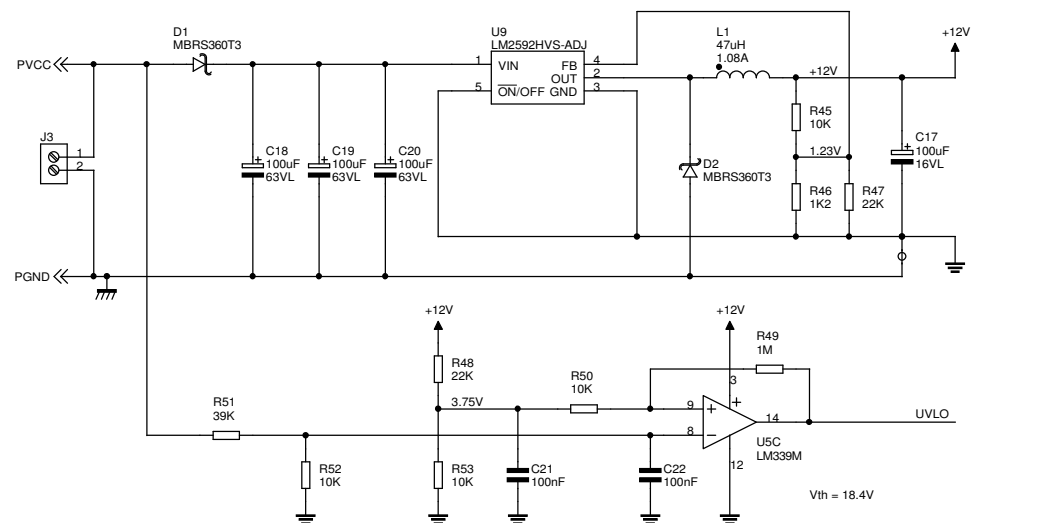 D1
MBRS360T3
U9
LM2592HVS-ADJ
L1
47uH
1.08A
+12V
PVCC
1
VIN
FB
4
OUT
2
+12V
5
ON/OFF
GND
3
J3
1
2
C18
100uF
63VL
+
C19
100uF
63VL
+
C20
100uF
63VL
+
D2
MBRS360T3
R45
10K
1.23V
R46
1K2
R47
22K
C17
100uF
16VL
+
PGND
+12V
+12V
R48
22K
R49
1M
R50
10K
3.75V
R51
39K
3
+
9
+
14
UVLO
8
−
U5C
LM339M
12
R52
10K
R53
10K
C21
100nF
C22
100nF
Vth = 18.4V